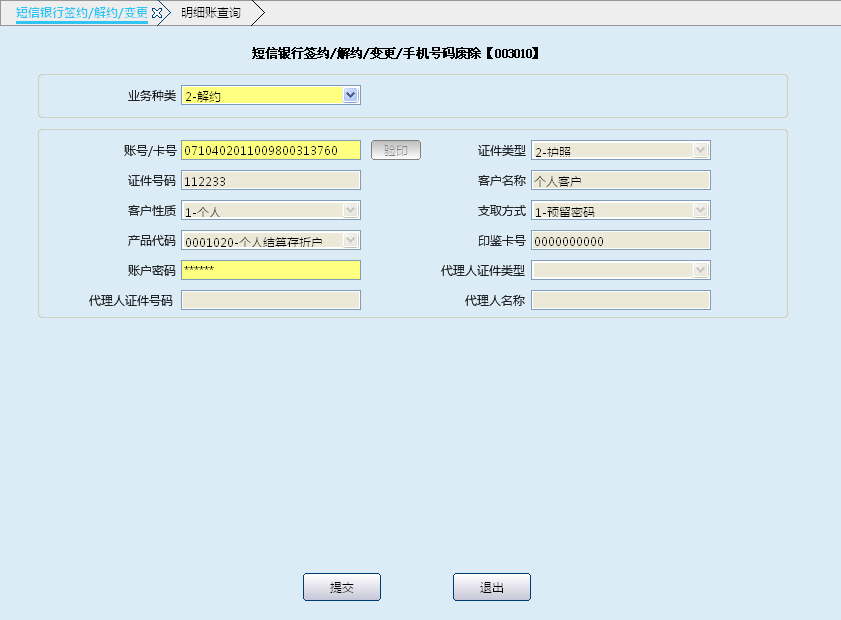 短信银行签约/解约/变更 明细账查询
短信银行签约/解约/变更/手机号码废除【003010】
业务种类 2-解约
账号/卡号 0710402011009800313760 验印 证件类型 2-护照
证件号码 112233 客户名称 个人客户
客户性质 1-个人 支取方式 1-预留密码
产品代码 0001020-个人结算存折户 印鉴卡号 0000000000
账户密码 ****** 代理人证件类型
代理人证件号码 代理人名称
提交 退出